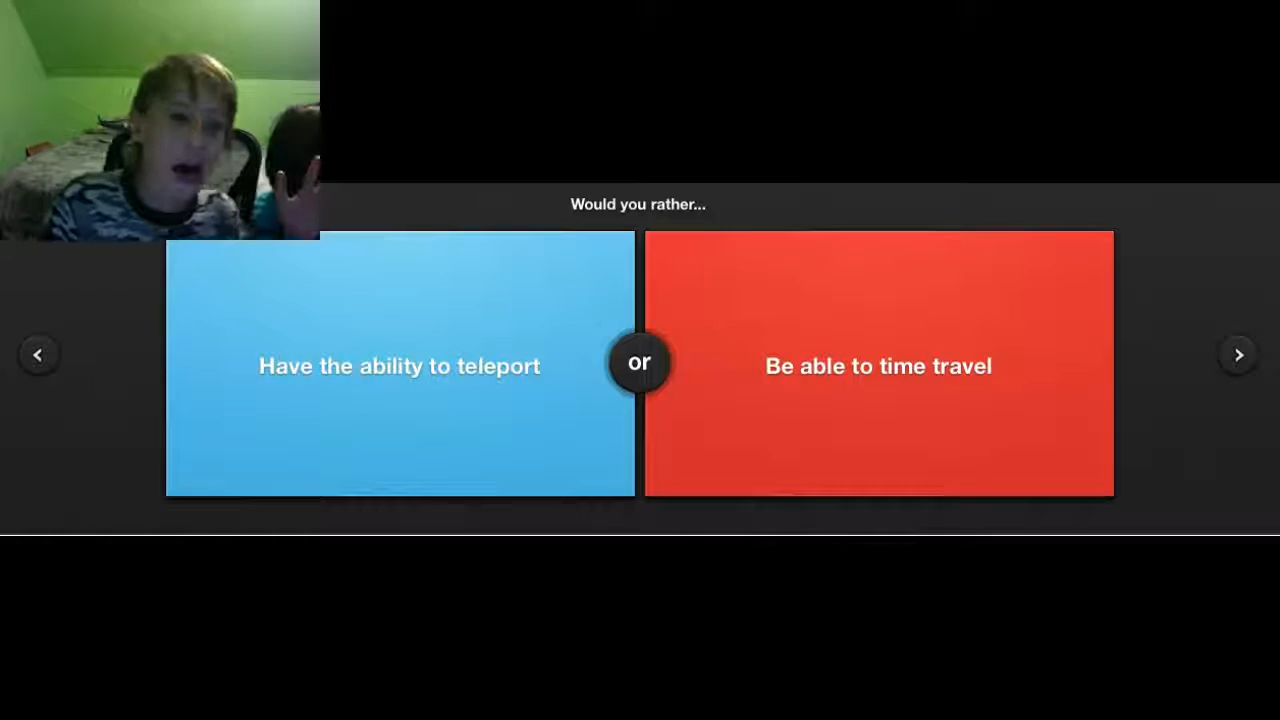 Would you rather...
Have the ability to teleport
or
Be able to time travel